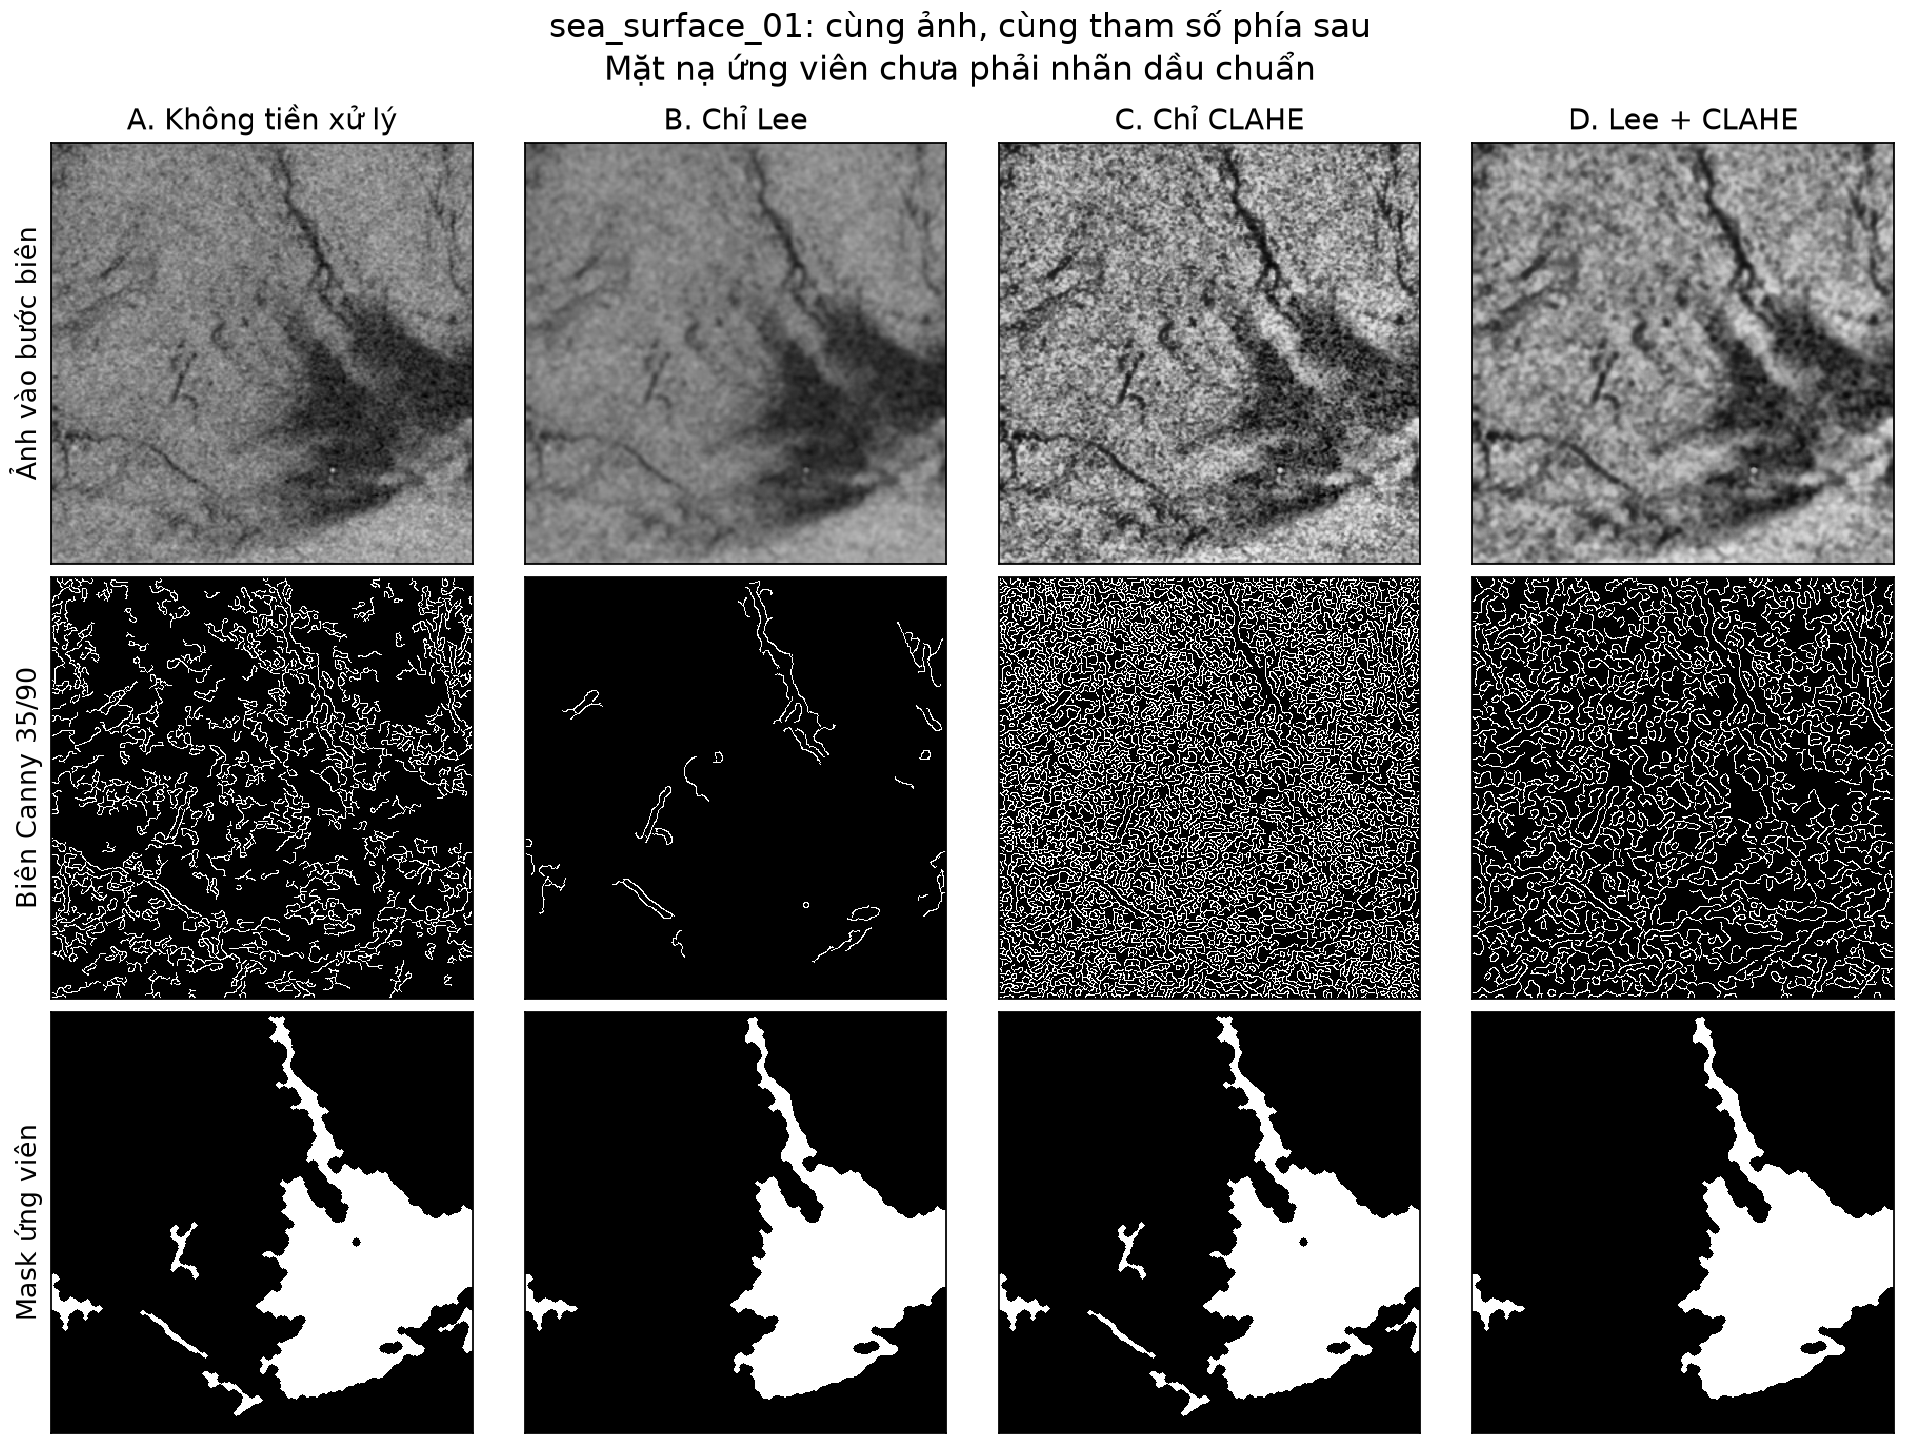 sea_surface_01: cùng ảnh, cùng tham số phía sau
Mặt nạ ứng viên chưa phải nhãn dầu chuẩn
A. Không tiền xử lý
B. Chỉ Lee
C. Chỉ CLAHE
D. Lee + CLAHE
Ảnh vào bước biên
Biên Canny 35/90
Mask ứng viên